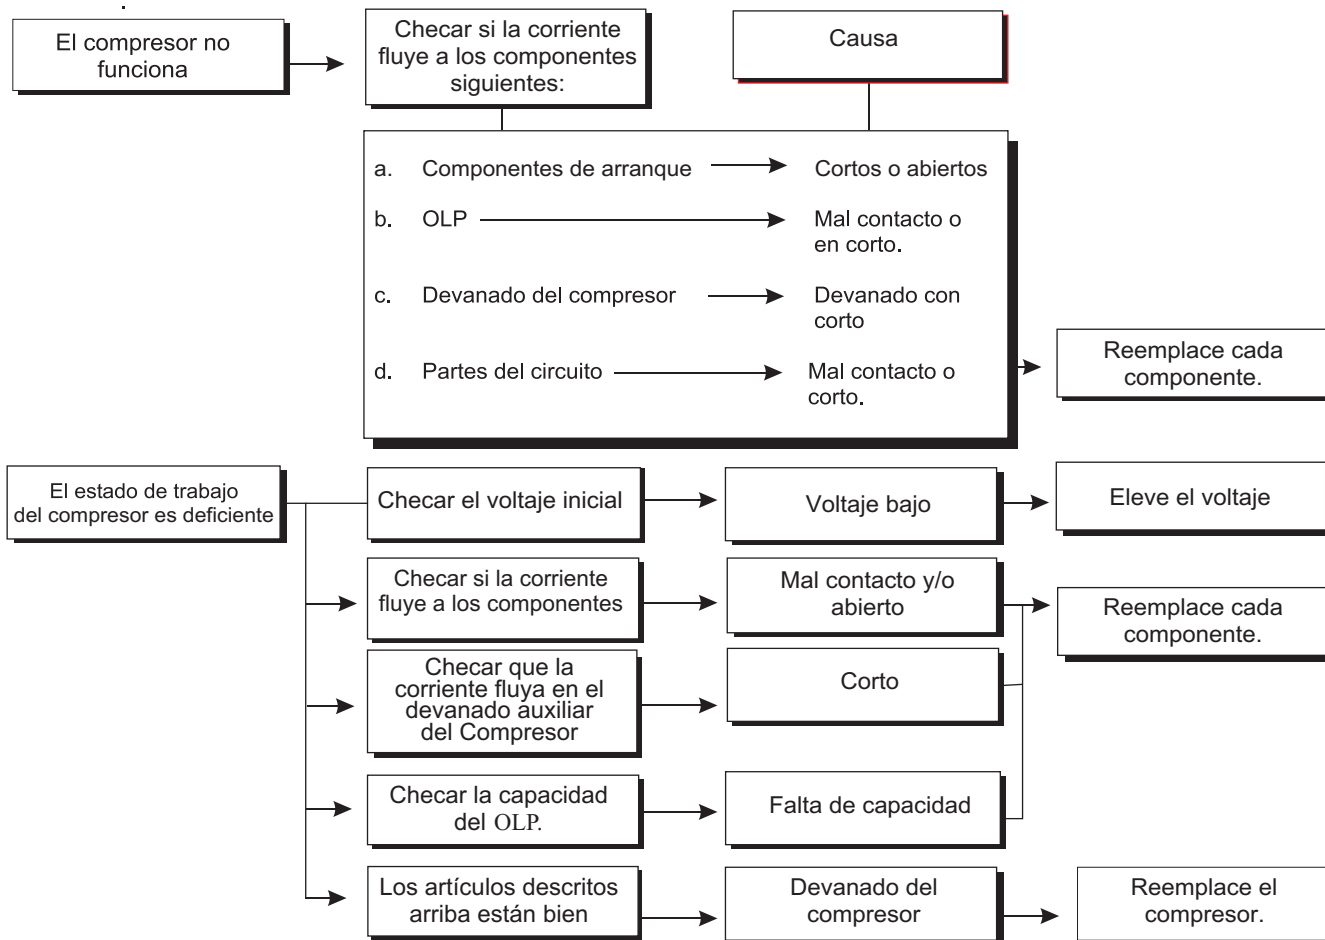 El compresor no
funciona
Checar si la corriente
fluye a los componentes
siguientes:
Causa
a. Componentes de arranque Cortos o abiertos
b. OLP Mal contacto o
en corto.
c. Devanado del compresor Devanado con
corto
d. Partes del circuito Mal contacto o
corto.
Reemplace cada
componente.
El estado de trabajo
del compresor es deficiente
Checar el voltaje inicial
Voltaje bajo
Eleve el voltaje
Checar si la corriente
fluye a los componentes
Mal contacto y/o
abierto
Reemplace cada
componente.
Checar que la
corriente fluya en el
devanado auxiliar
del Compresor
Corto
Checar la capacidad
del OLP.
Falta de capacidad
Los artículos descritos
arriba están bien
Devanado del
compresor
Reemplace el
compresor.